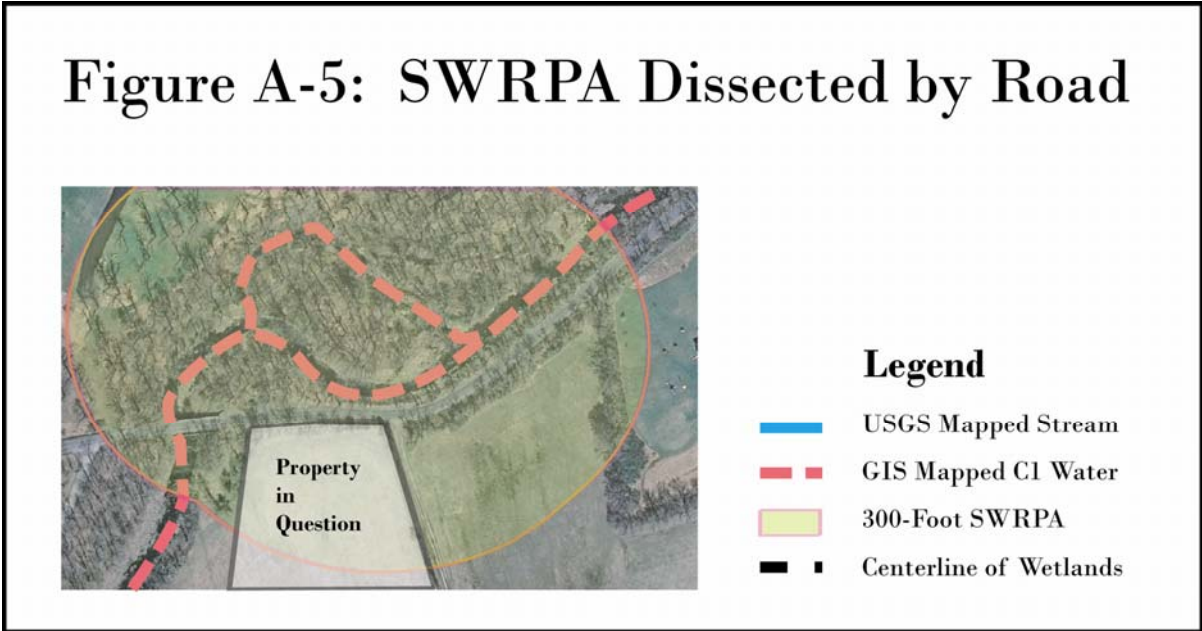 Figure A-5: SWRPA Dissected by Road
Property
in
Question
Legend
USGS Mapped Stream
GIS Mapped C1 Water
300-Foot SWRPA
Centerline of Wetlands